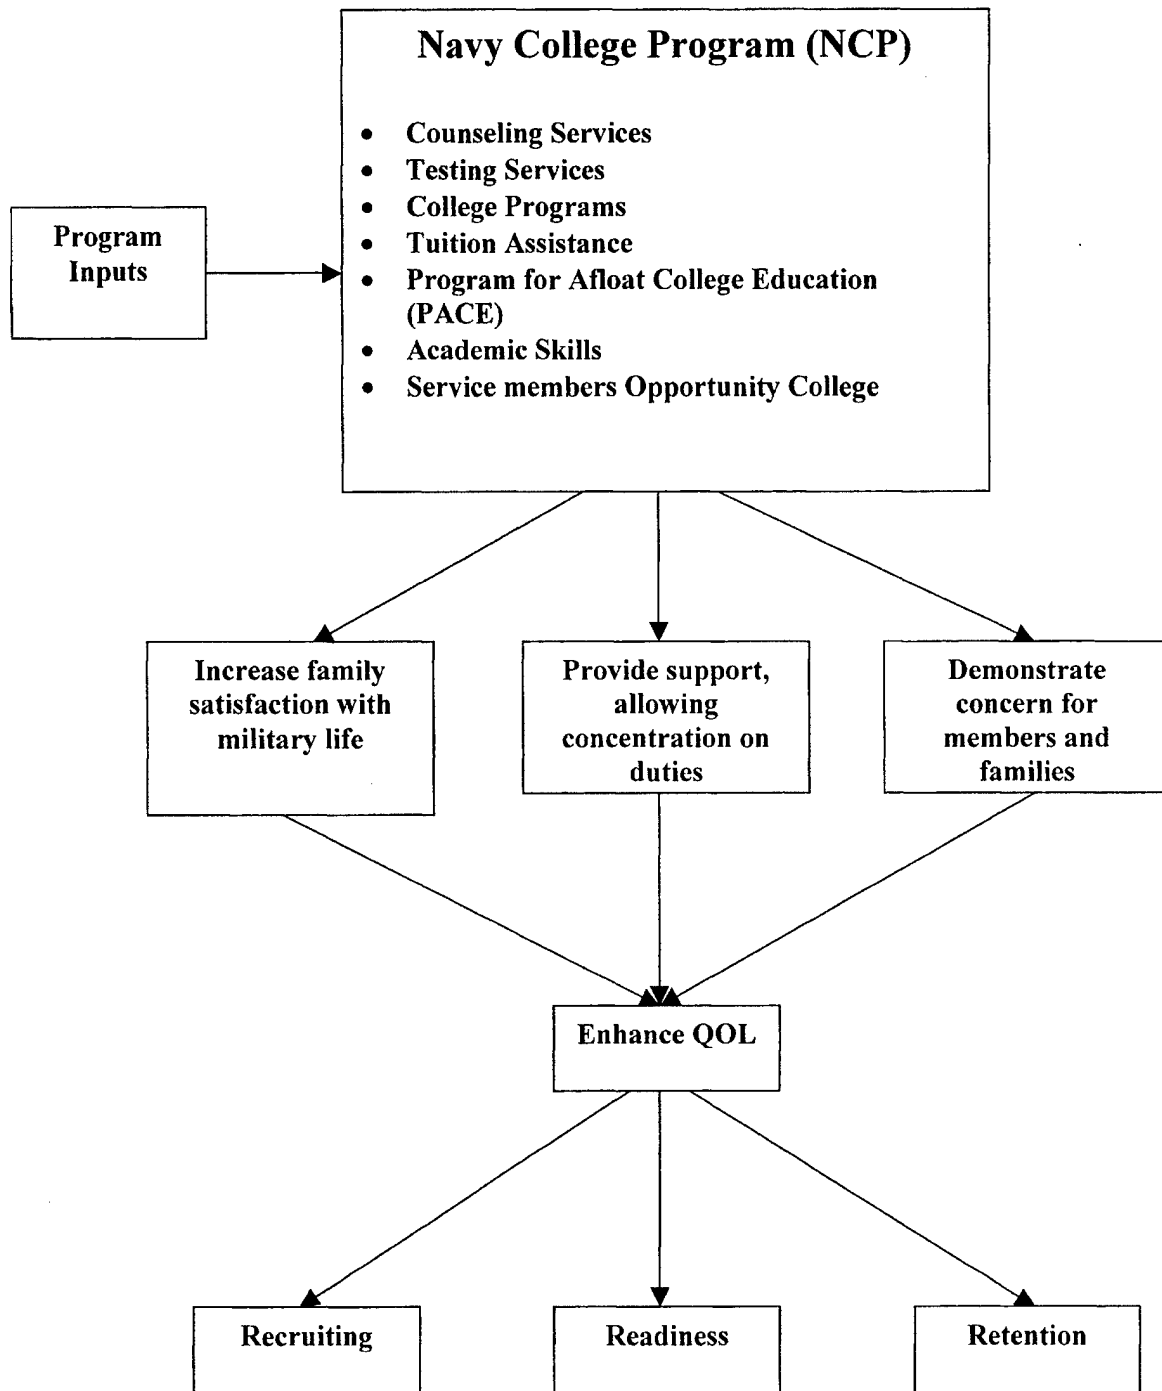 Navy College Program (NCP)
• Counseling Services
• Testing Services
• College Programs
• Tuition Assistance
• Program for Afloat College Education
(PACE)
• Academic Skills
• Service members Opportunity College
Program
Inputs
Increase family
satisfaction with
military life
Provide support,
allowing
concentration on
duties
Demonstrate
concern for
members and
families
Enhance QOL
Recruiting
Readiness
Retention